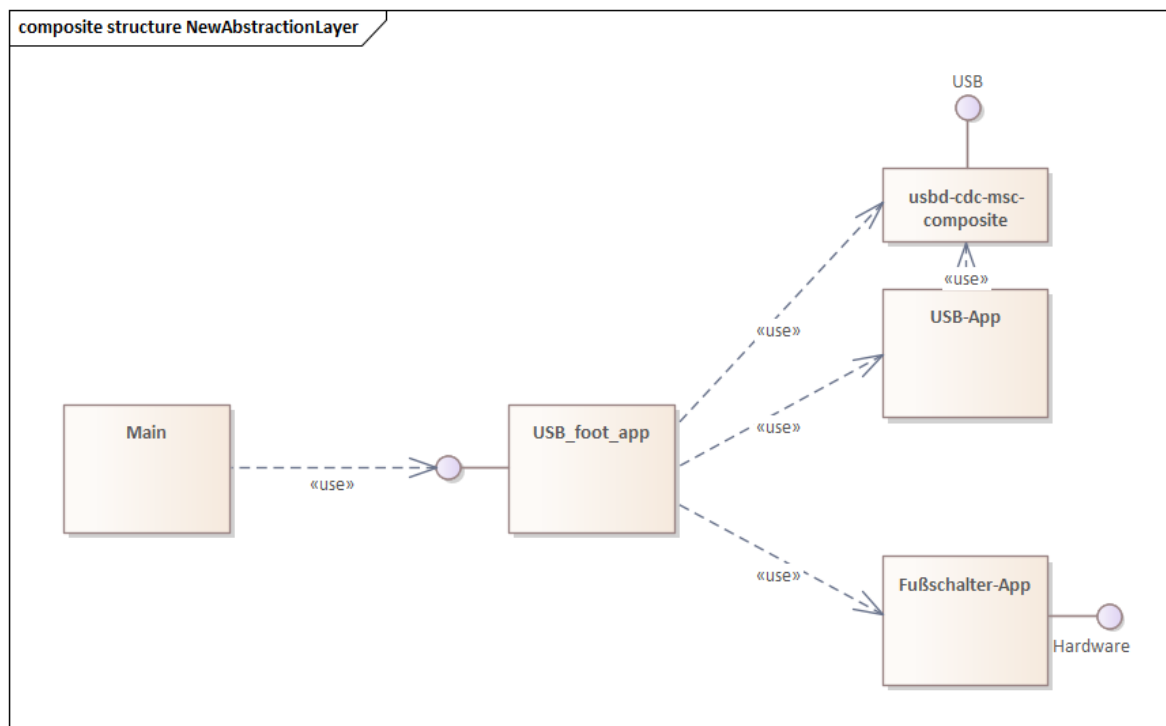 composite structure NewAbstractionLayer
USB
usbd-cdc-msc-
composite
«use»
USB-App
«use»
«use»
Main
«use»
USB_foot_app
«use»
Fußschalter-App
Hardware